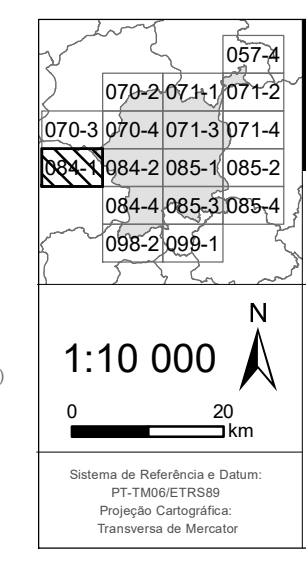 057-4
070-2 071-1 071-2
070-3 070-4 071-3 071-4
084-1 084-2 085-1 085-2
084-4 085-3 085-4
098-2 099-1
N
1:10 000
0 20
km
)
Sistema de Referência e Datum:
PT-TM06/ETRS89
Projeção Cartográfica:
Transversa de Mercator